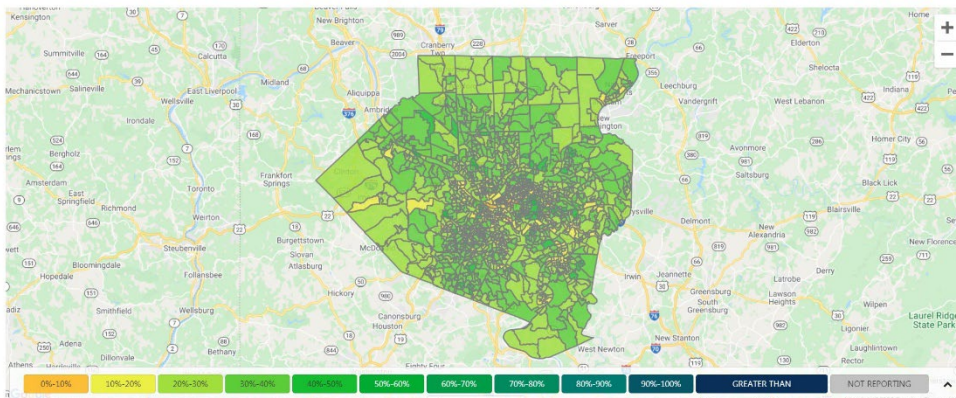 Kensington
New Brighton
Sarver
Home
Calcutta
Beaver
Cranberry
Twp
Freeport
Elderton
Summitville
Shelocta
Mechanicstown
Salineville
East Liverpool
Midland
Aliquippa
Leechburg
Wellsville
Ambridge
Vandergrift
West Lebanon
Indiana
Irondale
Avonmore
Homer City
Bergholz
Saltsburg
Amsterdam
Toronto
Frankfort
Springs
Clinton
Black Lick
East
Springfield
Richmond
Weirton
Delmont
Blairsville
Burgettstown
McDo
New
Alexandria
Steubenville
Slovan
New Florence
Bloomingdale
Atlasburg
Irwin
Jeannette
Derry
Hopedale
Follansbee
Hickory
Greensburg
Latrobe
South
Greensburg
Lawson
Heights
Wilpen
Smithfield
Wellsburg
Canonsburg
Houston
Ligonier
Laurel Ridge
State Park
Adena
West Newton
New Stanton
Athens
Dillonvale
Bethany
Eighty Four
Rector
Laughlintown
0%-10% 10%-20% 20%-30% 30%-40% 40%-50% 50%-60% 60%-70% 70%-80% 80%-90% 90%-100% GREATER THAN NOT REPORTING